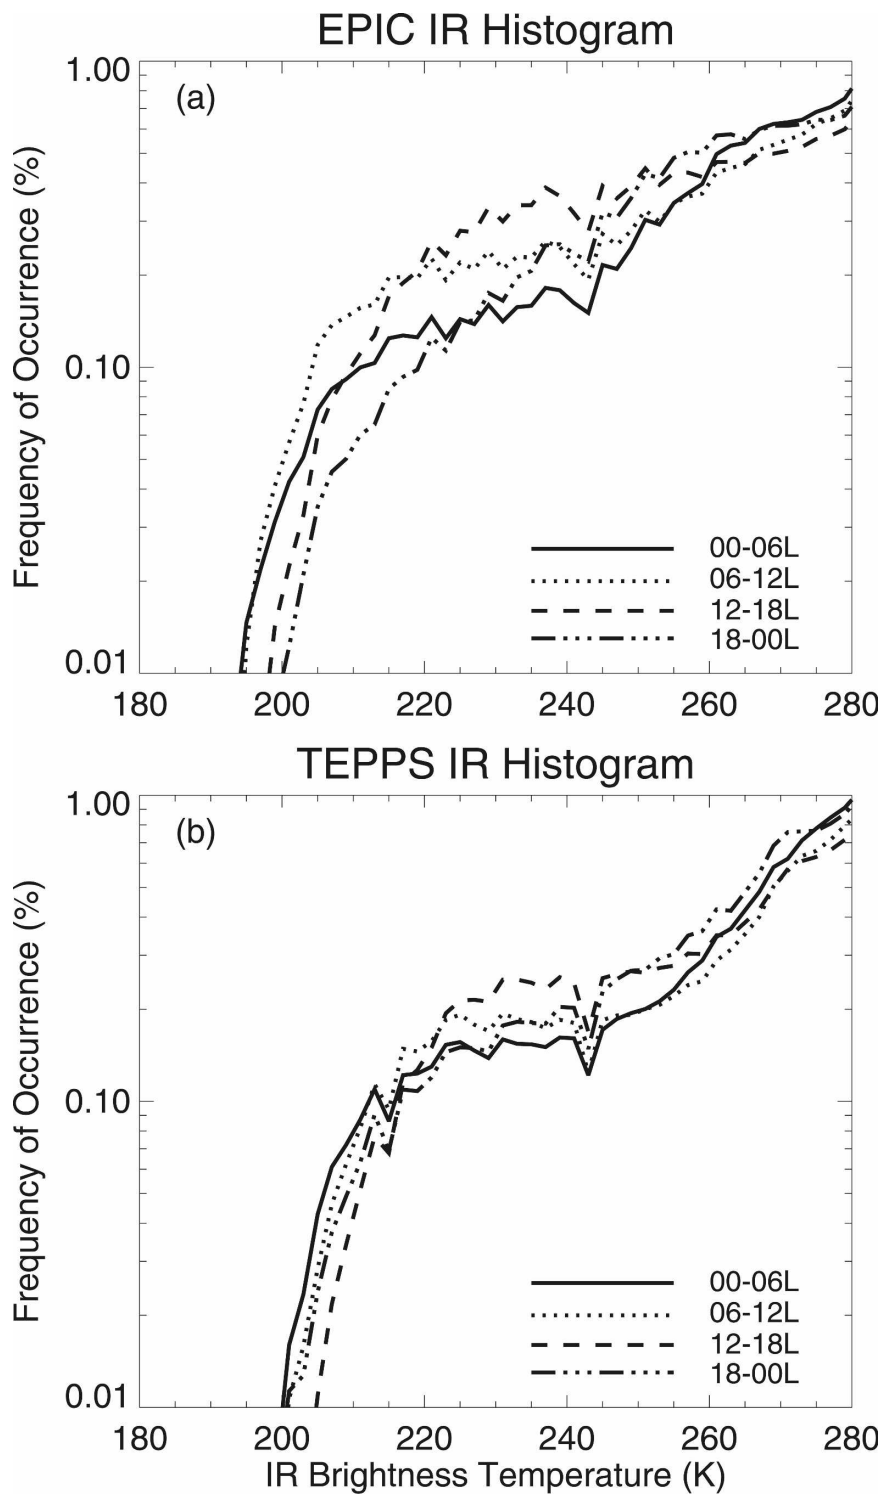 EPIC IR Histogram
1.00
(a)
Frequency of Occurrence (%)
0.10
00-06L
06-12L
12-18L
18-00L
0.01
180 200 220 240 260 280
TEPPS IR Histogram
1.00
(b)
Frequency of Occurrence (%)
0.10
00-06L
06-12L
12-18L
18-00L
0.01
180 200 220 240 260 280
IR Brightness Temperature (K)